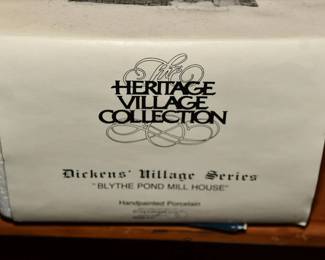 The
HERITAGE
VILLAGE
COLLECTION
Dickens' Village Series
"BLYTHE POND MILL HOUSE"
Handpainted Porcelain